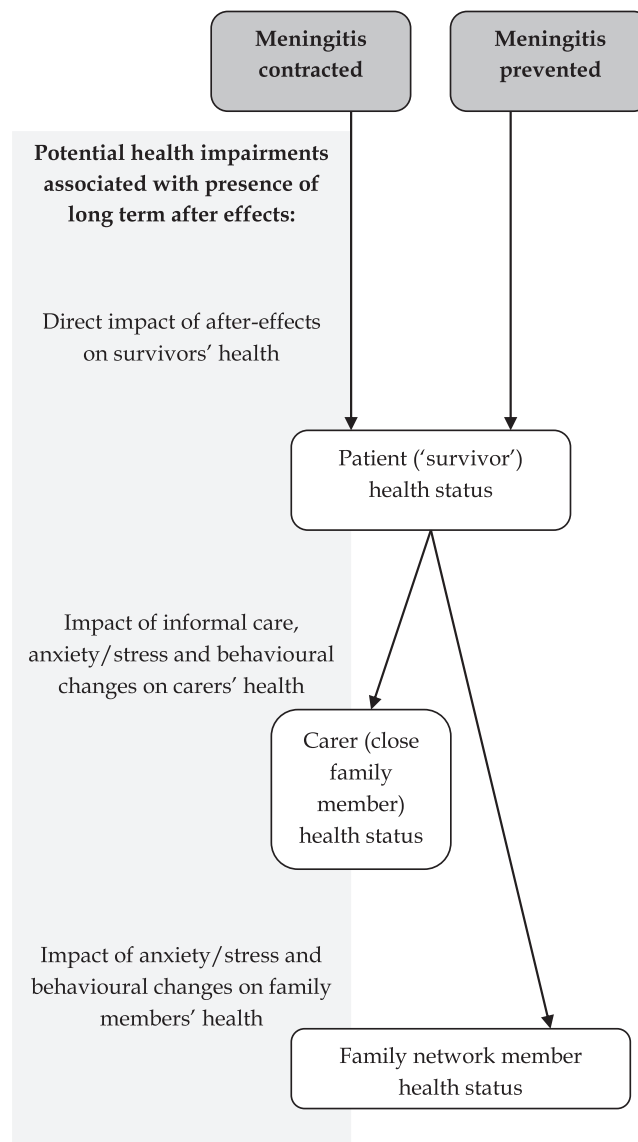 Meningitis
contracted
Meningitis
prevented
Potential health impairments
associated with presence of
long term after effects:
Direct impact of after-effects
on survivors’ health
Patient (‘survivor’)
health status
Impact of informal care,
anxiety/stress and behavioural
changes on carers’ health
Carer (close
family
member)
health status
Impact of anxiety/stress and
behavioural changes on family
members’ health
Family network member
health status